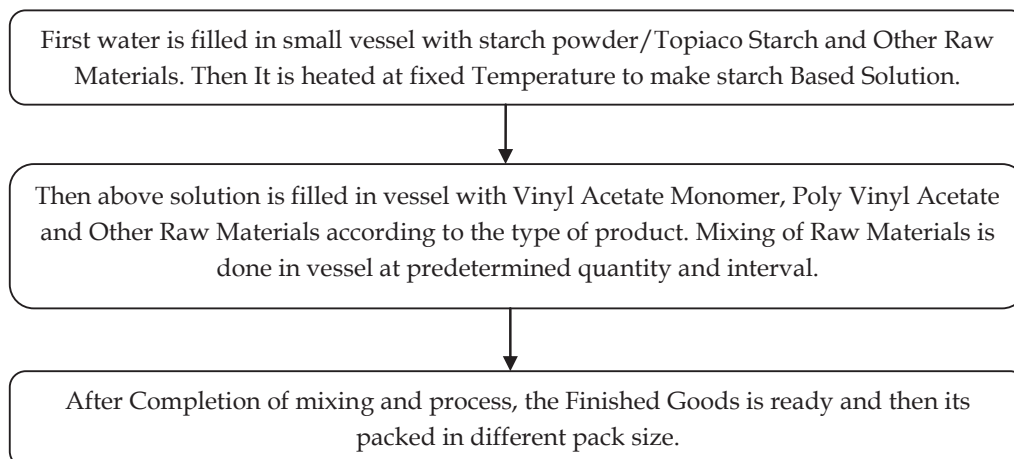 First water is filled in small vessel with starch powder/Topiaco Starch and Other Raw
Materials. Then It is heated at fixed Temperature to make starch Based Solution.
Then above solution is filled in vessel with Vinyl Acetate Monomer, Poly Vinyl Acetate
and Other Raw Materials according to the type of product. Mixing of Raw Materials is
done in vessel at predetermined quantity and interval.
After Completion of mixing and process, the Finished Goods is ready and then its
packed in different pack size.